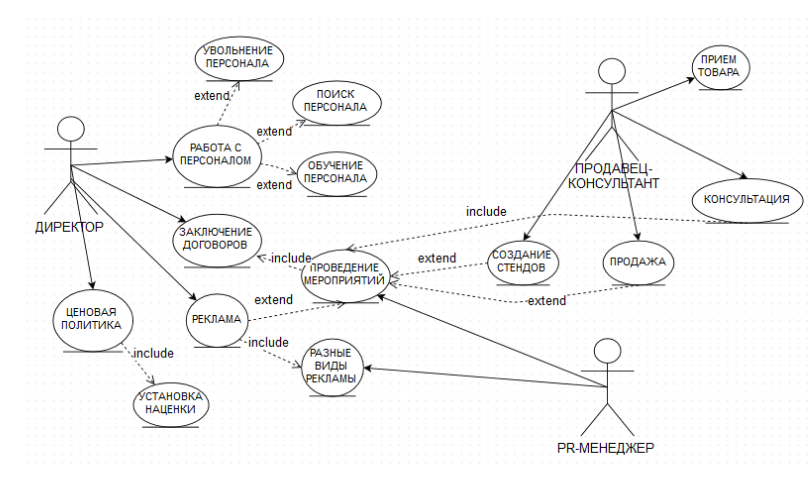 УВОЛЬНЕНИЕ
ПЕРСОНАЛА
ПРИЕМ
ТОВАРА
extend
ПОИСК
ПЕРСОНАЛА
extend
РАБОТА С
ПЕРСОНАЛОМ
ОБУЧЕНИЕ
ПЕРСОНАЛА
extend
ПРОДАВЕЦ-
КОНСУЛЬТАНТ
КОНСУЛЬТАЦИЯ
include
ДИРЕКТОР
ЗАКЛЮЧЕНИЕ
ДОГОВОРОВ
include
ПРОВЕДЕНИЕ
МЕРОПРИЯТИЙ
extend
СОЗДАНИЕ
СТЕНДОВ
ПРОДАЖА
extend
extend
ЦЕНОВАЯ
ПОЛИТИКА
РЕКЛАМА
include
include
РАЗНЫЕ
ВИДЫ
РЕКЛАМЫ
УСТАНОВКА
НАЦЕНКИ
PR-МЕНЕДЖЕР